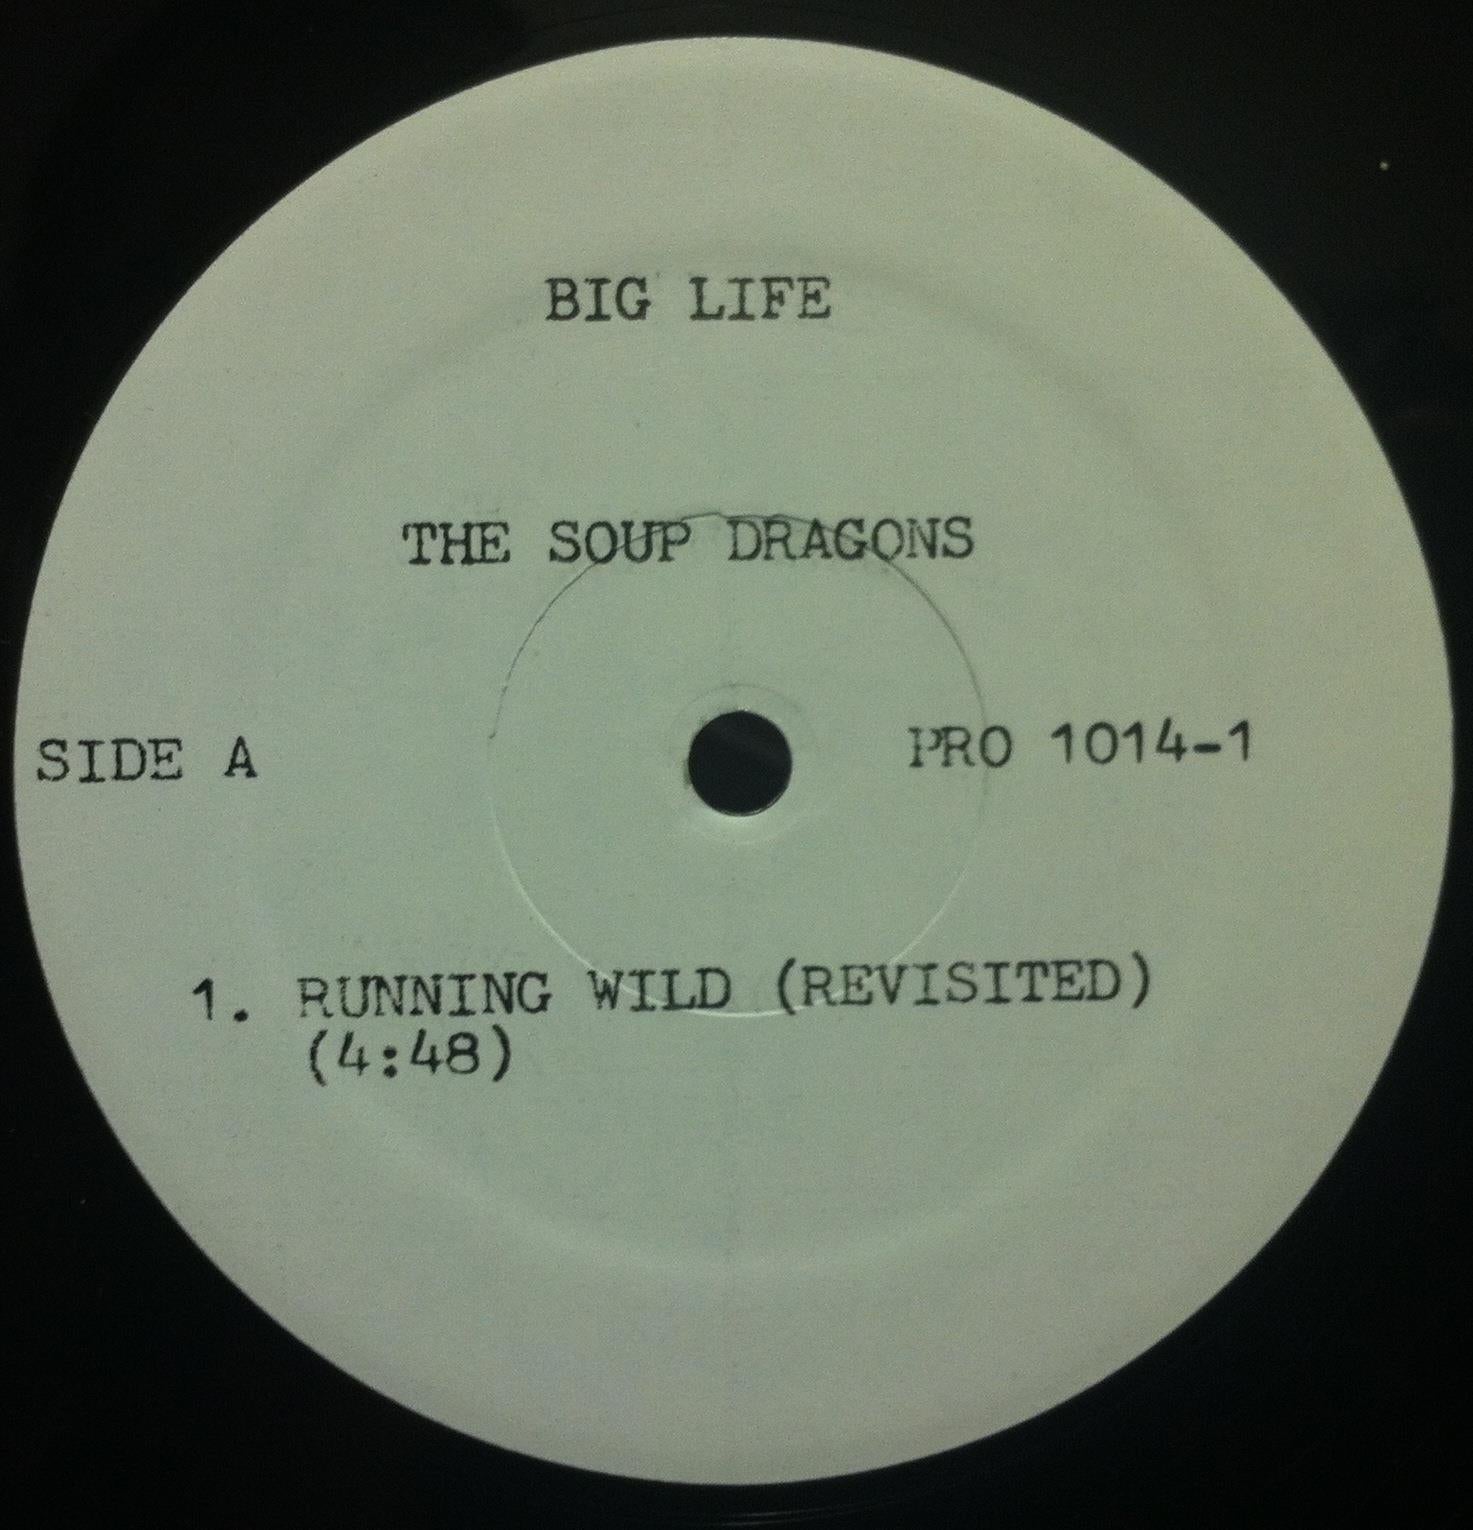 BIG LIFE
THE SOUP DRAGONS
SIDE A
PRO 1014-1
1. RUNNING WILD (REVISITED)
(4:48)